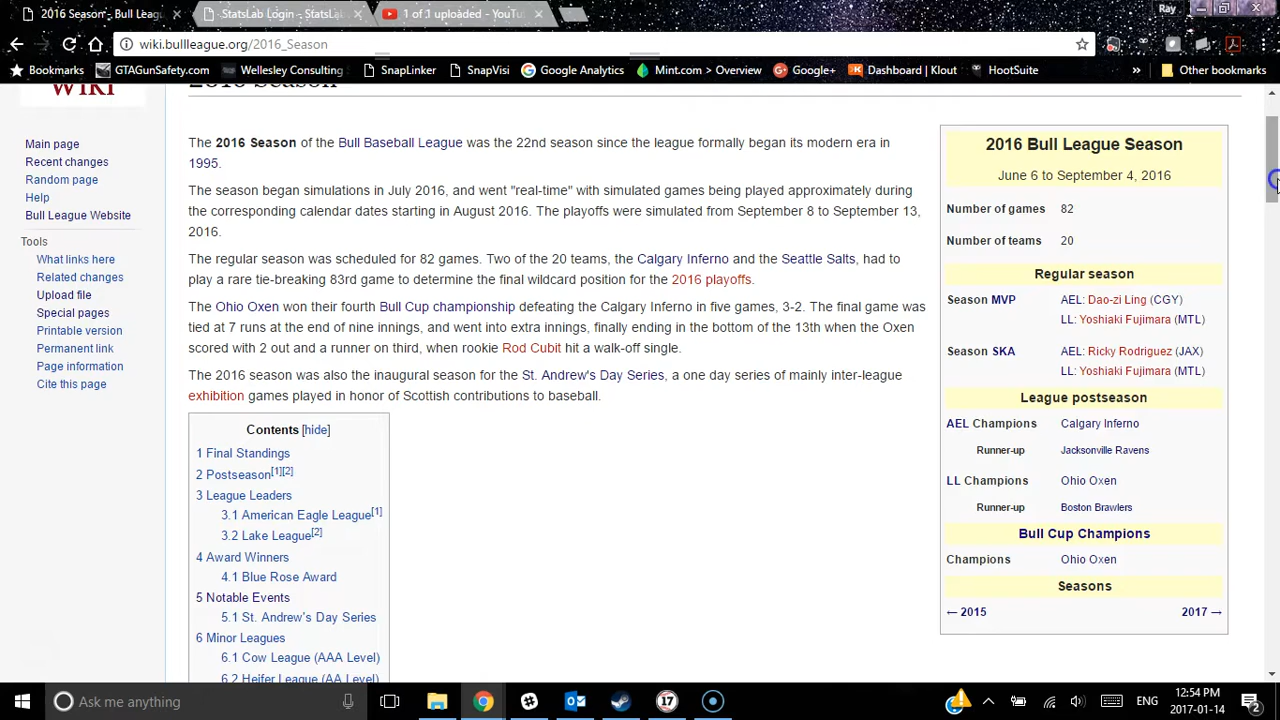 2016 Season - Bull Leag
StatsLab Login - StatsLa
1 of 1 uploaded - YouTu
Ray
wiki.bullleague.org/2016_Season
Bookmarks
GTAGunSafety.com
Wellesley Consulting
SnapLinker
SnapVisi
Google Analytics
Mint.com > Overview
Google+
Dashboard | Klout
HootSuite
»
Other bookmarks
WIKI
Main page
Recent changes
Random page
Help
Bull League Website
Tools
What links here
Related changes
Upload file
Special pages
Printable version
Permanent link
Page information
Cite this page
2016 Season
The 2016 Season of the Bull Baseball League was the 22nd season since the league formally began its modern era in
1995.
The season began simulations in July 2016, and went "real-time" with simulated games being played approximately during
the corresponding calendar dates starting in August 2016. The playoffs were simulated from September 8 to September 13,
2016.
The regular season was scheduled for 82 games. Two of the 20 teams, the Calgary Inferno and the Seattle Salts, had to
play a rare tie-breaking 83rd game to determine the final wildcard position for the 2016 playoffs.
The Ohio Oxen won their fourth Bull Cup championship defeating the Calgary Inferno in five games, 3-2. The final game was
tied at 7 runs at the end of nine innings, and went into extra innings, finally ending in the bottom of the 13th when the Oxen
scored with 2 out and a runner on third, when rookie Rod Cubit hit a walk-off single.
The 2016 season was also the inaugural season for the St. Andrew's Day Series, a one day series of mainly inter-league
exhibition games played in honor of Scottish contributions to baseball.
Contents [hide]
1 Final Standings
2 Postseason[1][2]
3 League Leaders
3.1 American Eagle League[1]
3.2 Lake League[2]
4 Award Winners
4.1 Blue Rose Award
5 Notable Events
5.1 St. Andrew's Day Series
6 Minor Leagues
6.1 Cow League (AAA Level)
6.2 Heifer League (AA Level)
2016 Bull League Season
June 6 to September 4, 2016
Number of games 82
Number of teams 20
Regular season
Season MVP AEL: Dao-zi Ling (CGY)
LL: Yoshiaki Fujimara (MTL)
Season SKA AEL: Ricky Rodriguez (JAX)
LL: Yoshiaki Fujimara (MTL)
League postseason
AEL Champions Calgary Inferno
Runner-up Jacksonville Ravens
LL Champions Ohio Oxen
Runner-up Boston Brawlers
Bull Cup Champions
Champions Ohio Oxen
Seasons
← 2015 2017 →
Ask me anything
17
ENG
12:54 PM
2017-01-14
2